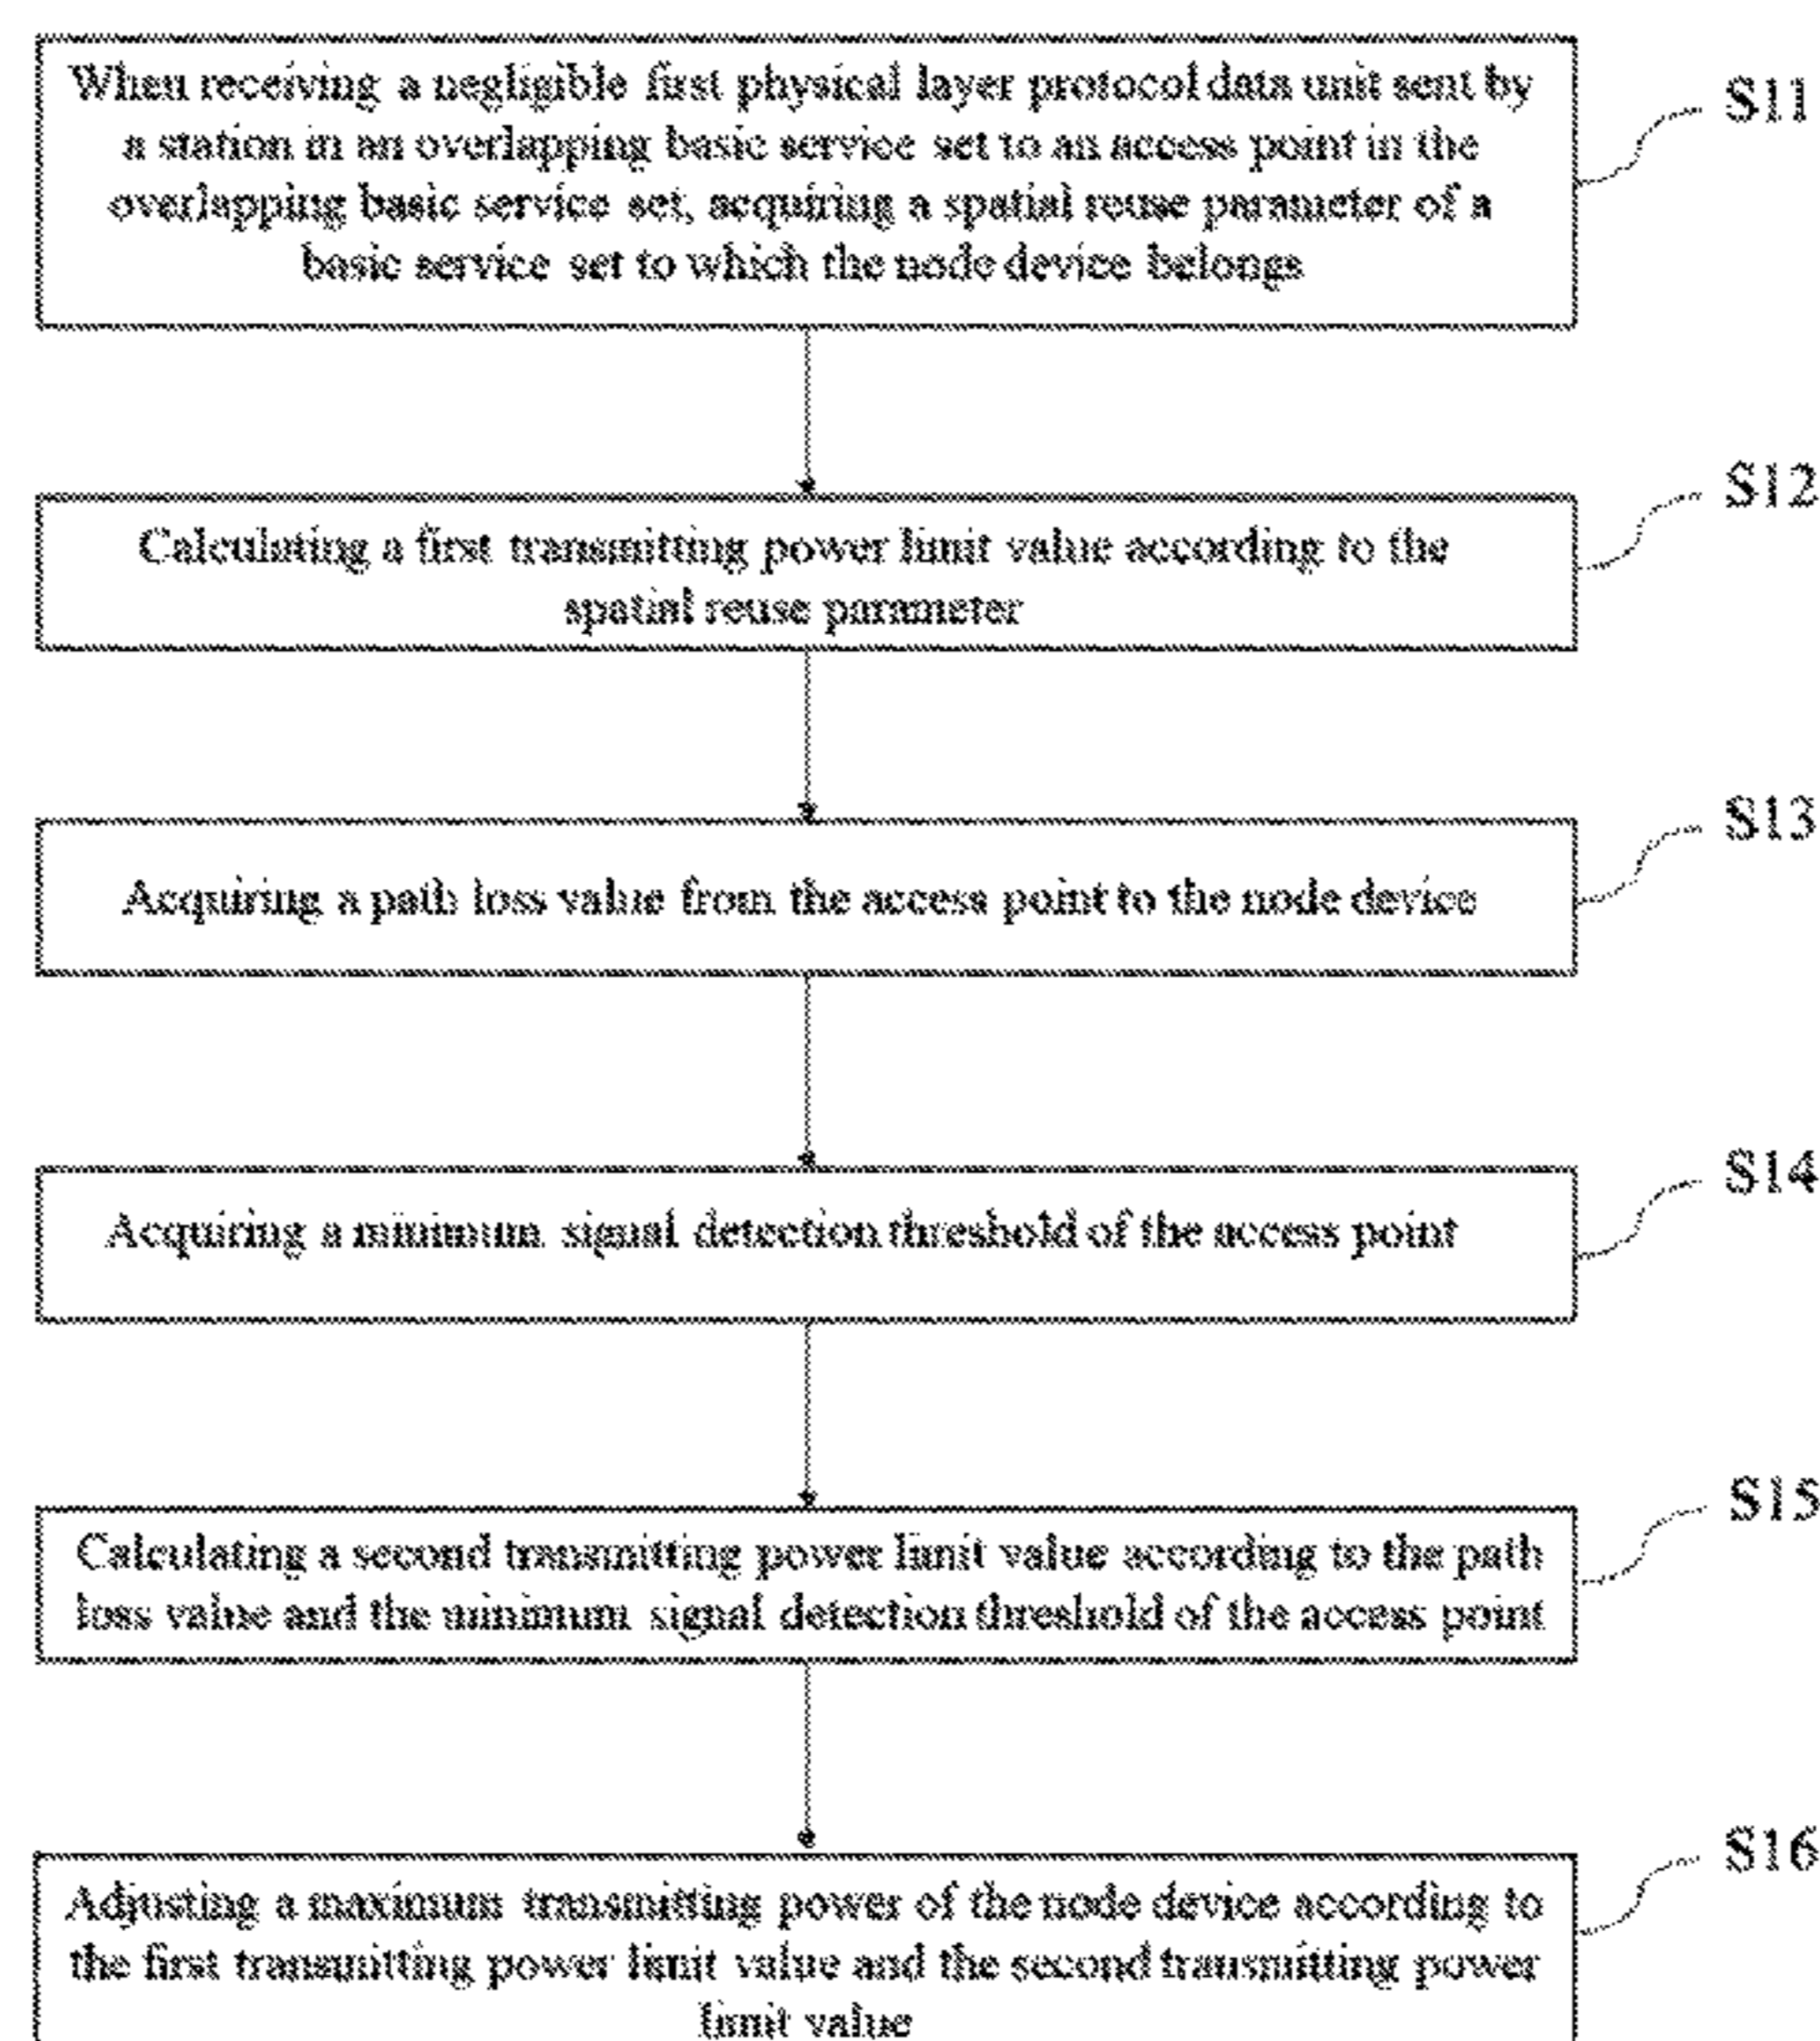 When receiving a negligible first physical layer protocol data unit sent by
a station in an overlapping basic service set to an access point in the
overlapping basic service set, acquiring a spatial reuse parameter of a
basic service set to which the node device belongs
S11
Calculating a first transmitting power limit value according to the
spatial reuse parameter
S12
Acquiring a path loss value from the access point to the node device
S13
Acquiring a minimum signal detection threshold of the access point
S14
Calculating a second transmitting power limit value according to the path
loss value and the minimum signal detection threshold of the access point
S15
Adjusting a maximum transmitting power of the node device according to
the first transmitting power limit value and the second transmitting power
limit value
S16